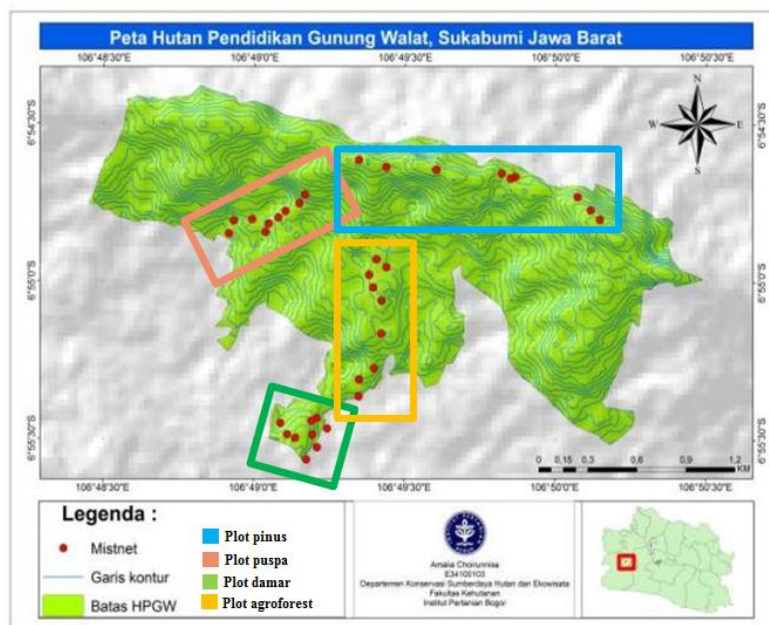 Peta Hutan Pendidikan Gunung Walat, Sukabumi Jawa Barat
106°48'30"E 106°49'0"E 106°49'30"E 106°50'0"E 106°50'30"E
6°54'30"S 6°54'30"S
N
W E
S
6°55'0"S 6°55'0"S
6°55'30"S 6°55'30"S
0 0,15 0,3 0,6 0,9 1,2
KM
106°48'30"E 106°49'0"E 106°49'30"E 106°50'0"E 106°50'30"E
Legenda :
Mistnet
Garis kontur
Batas HPGW
Plot pinus
Plot puspa
Plot damar
Plot agroforest
Amalia Choirunnisa
E34100103
Departemen Konservasi Sumberdaya Hutan dan Ekowisata
Fakultas Kehutanan
Institut Pertanian Bogor